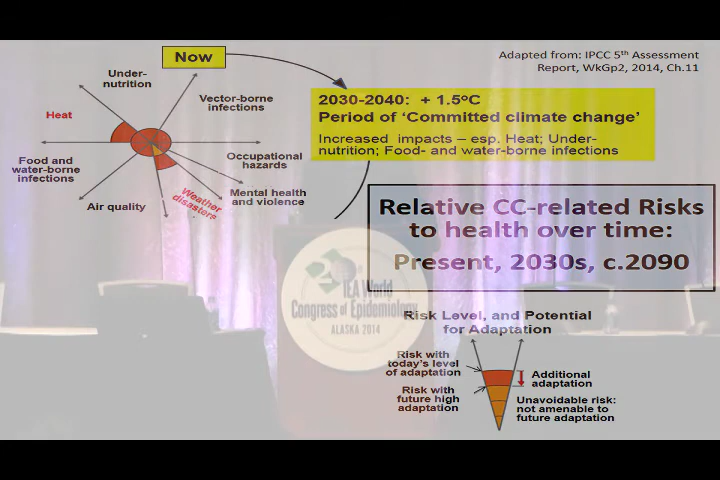 Now
Adapted from: IPCC 5th Assessment
Report, WkGp2, 2014, Ch.11
Under-
nutrition
Vector-borne
infections
Heat
2030-2040: + 1.5°C
Period of ‘Committed climate change’
Increased impacts – esp. Heat; Under-
nutrition; Food- and water-borne infections
Food and
water-borne
infections
Occupational
hazards
Mental health
and violence
Air quality
Weather
disasters
Relative CC-related Risks
to health over time:
Present, 2030s, c.2090
IEA World
Congress of Epidemiology
ALASKA 2014
Risk Level, and Potential
for Adaptation
Risk with
today’s level
of adaptation
Additional
adaptation
Risk with
future high
adaptation
Unavoidable risk:
not amenable to
future adaptation